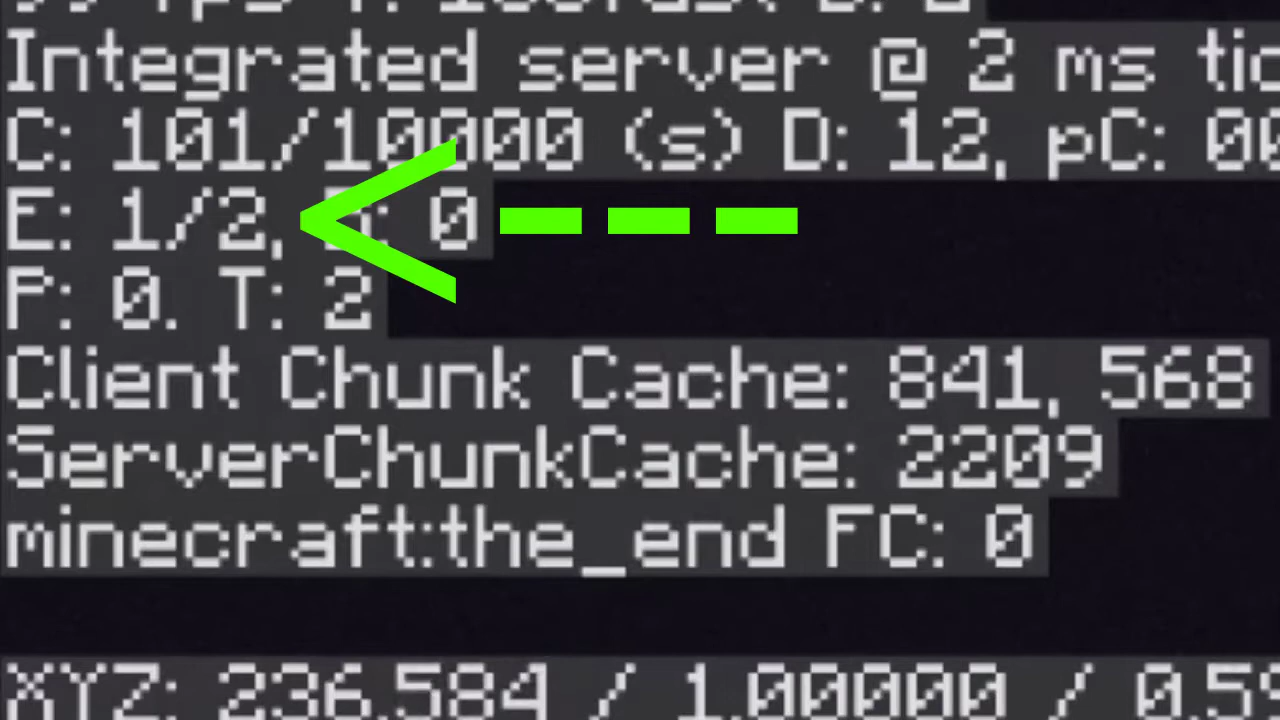 Integrated server @ 2 ms tic
C: 101/10000 (s) D: 12, pC: 00
E: 1/2, B: 0
P: 0. T: 2
Client Chunk Cache: 841, 568
ServerChunkCache: 2209
minecraft:the_end FC: 0
XYZ: 236.584 / 1.00000 / 0.59